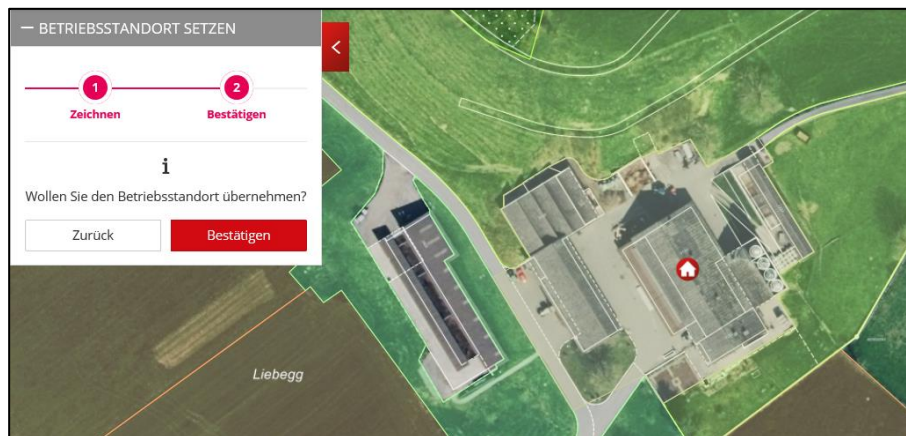 — BETRIEBSSTANDORT SETZEN
1
2
Zeichnen
Bestätigen
i
Wollen Sie den Betriebsstandort übernehmen?
Zurück
Bestätigen
Liebegg